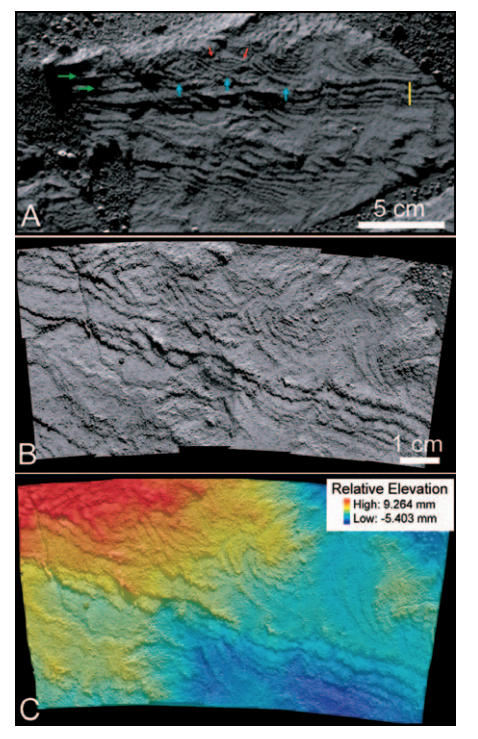 A
5 cm
B
1 cm
Relative Elevation
High: 9.264 mm
Low: -5.403 mm
C